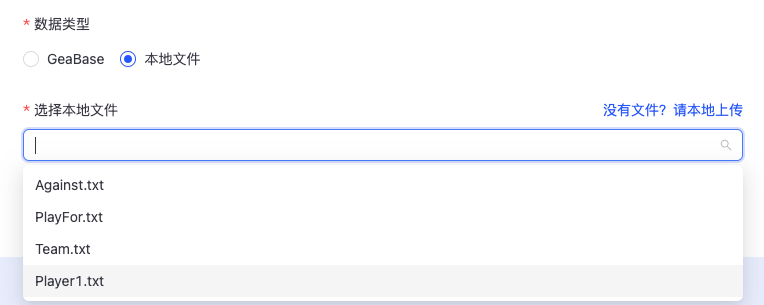 * 数据类型
GeaBase 本地文件
* 选择本地文件 没有文件? 请本地上传
Against.txt
PlayFor.txt
Team.txt
Player1.txt